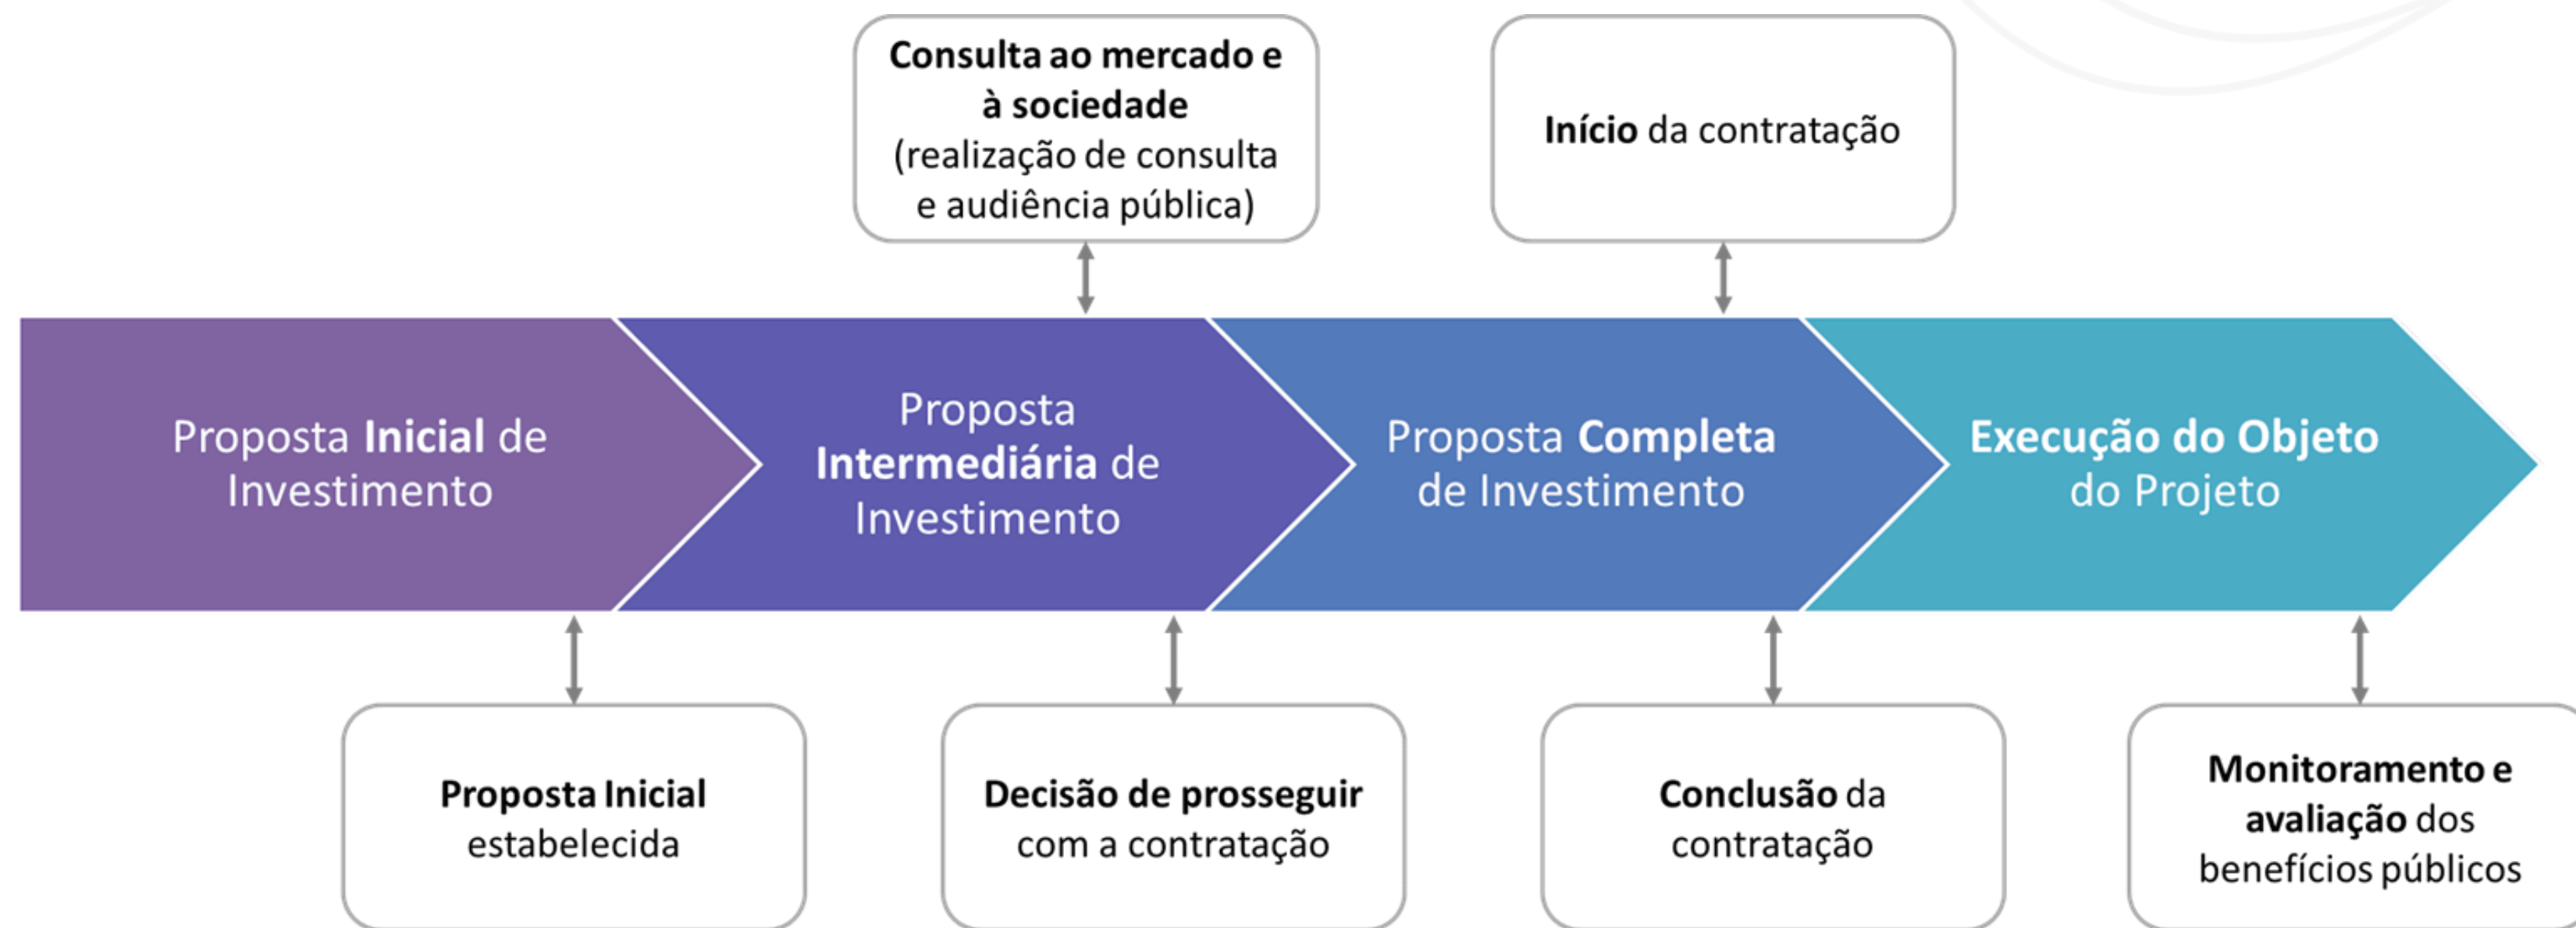 Consulta ao mercado e
à sociedade
(realização de consulta
e audiência pública)
Início da contratação
Proposta Inicial de
Investimento
Proposta
Intermediária de
Investimento
Proposta Completa
de Investimento
Execução do Objeto
do Projeto
Proposta Inicial
estabelecida
Decisão de prosseguir
com a contratação
Conclusão da
contratação
Monitoramento e
avaliação dos
benefícios públicos